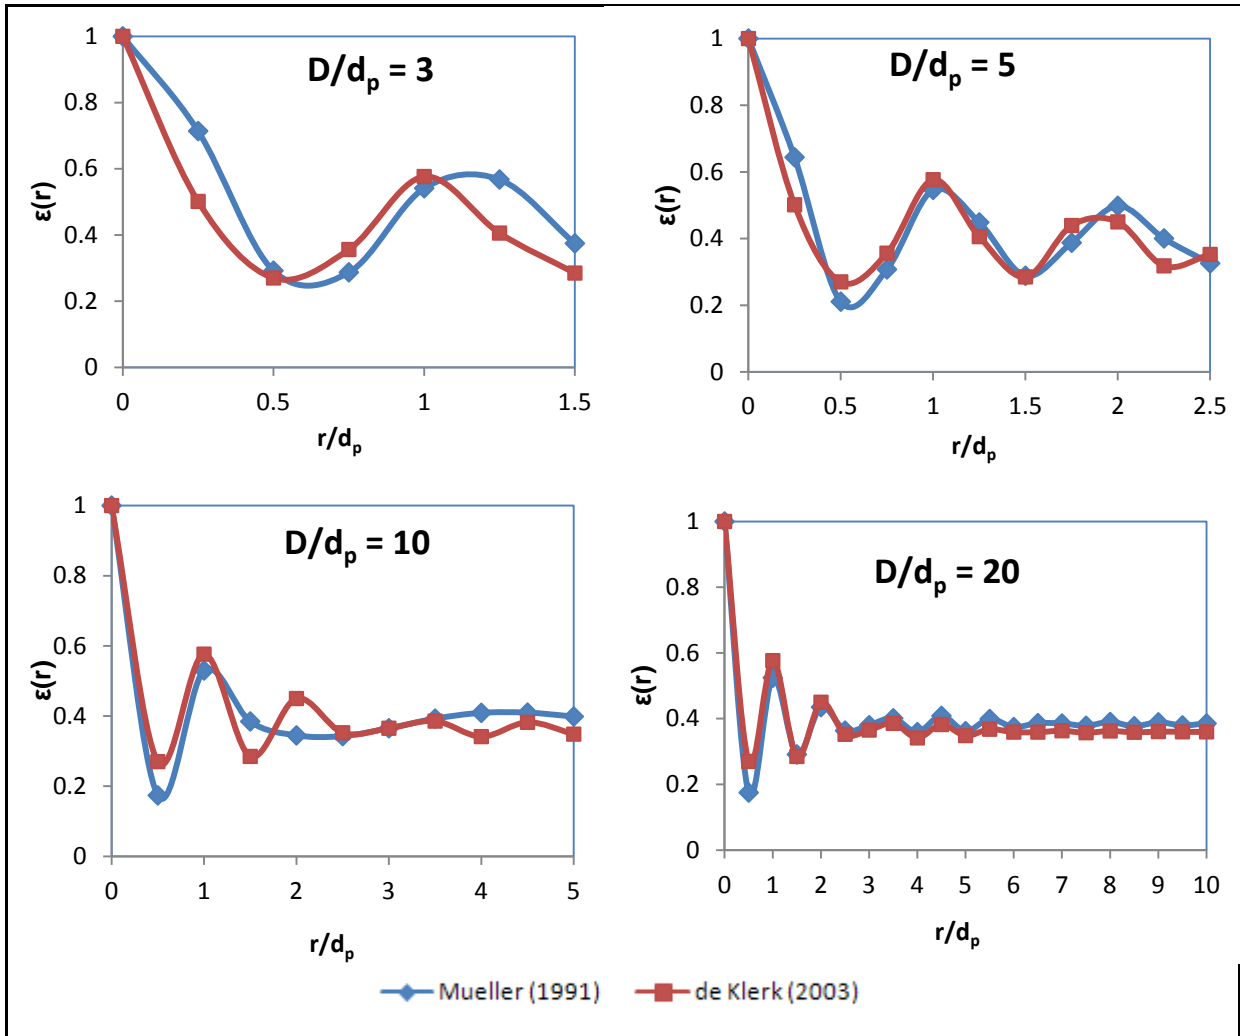 D/dp = 3
1
0.8
0.6
0.4
0.2
0
ε(r)
0 0.5 1 1.5
r/dp
D/dp = 5
1
0.8
0.6
0.4
0.2
0
ε(r)
0 0.5 1 1.5 2 2.5
r/dp
D/dp = 10
1
0.8
0.6
0.4
0.2
0
ε(r)
0 1 2 3 4 5
r/dp
D/dp = 20
1
0.8
0.6
0.4
0.2
0
ε(r)
0 1 2 3 4 5 6 7 8 9 10
r/dp
Mueller (1991) de Klerk (2003)